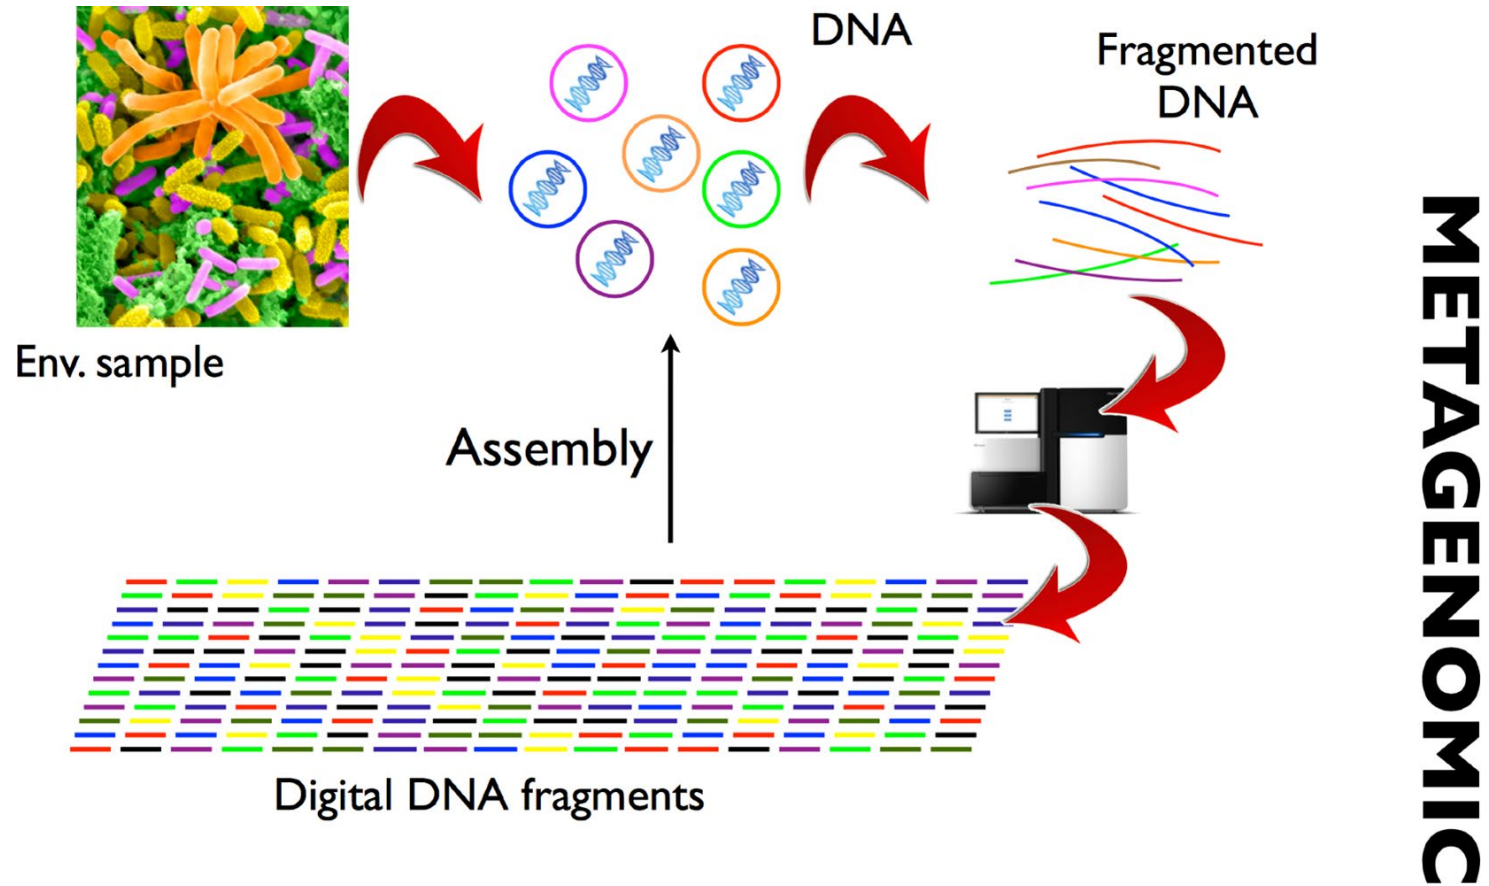 DNA
Fragmented
DNA
Env. sample
Assembly
Digital DNA fragments
METAGENOMIC